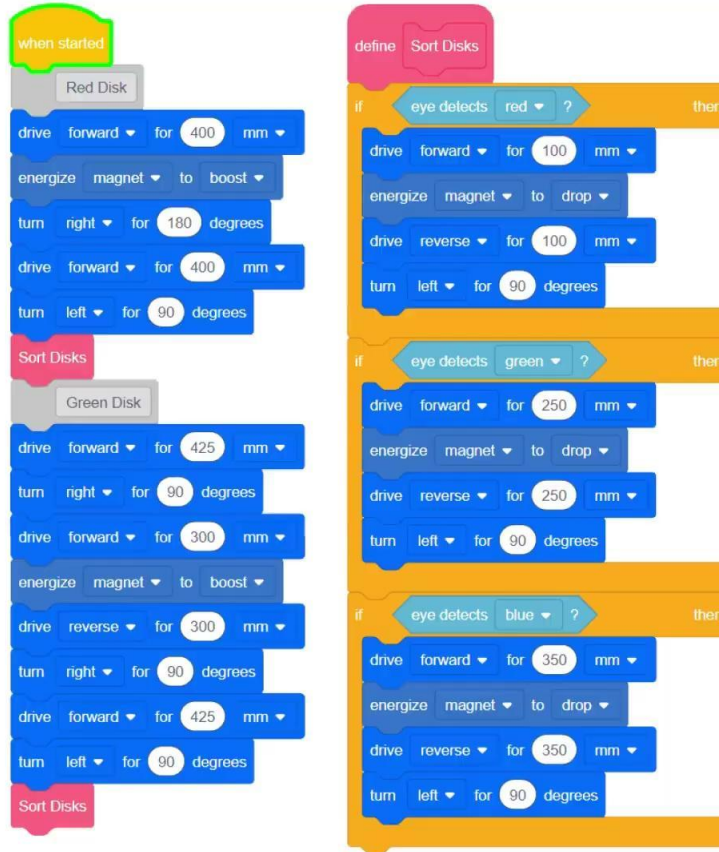 when started
Red Disk
drive forward for 400 mm
energize magnet to boost
turn right for 180 degrees
drive forward for 400 mm
turn left for 90 degrees
Sort Disks
Green Disk
drive forward for 425 mm
turn right for 90 degrees
drive forward for 300 mm
energize magnet to boost
drive reverse for 300 mm
turn right for 90 degrees
drive forward for 425 mm
turn left for 90 degrees
Sort Disks
define Sort Disks
if eye detects red ? then
drive forward for 100 mm
energize magnet to drop
drive reverse for 100 mm
turn left for 90 degrees
if eye detects green ? then
drive forward for 250 mm
energize magnet to drop
drive reverse for 250 mm
turn left for 90 degrees
if eye detects blue ? then
drive forward for 350 mm
energize magnet to drop
drive reverse for 350 mm
turn left for 90 degrees